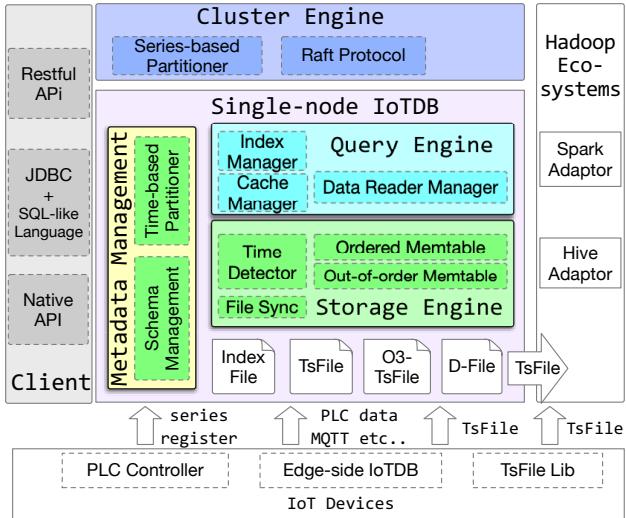 Cluster Engine
Series-based
Partitioner
Raft Protocol
Restful
APi
JDBC
+
SQL-like
Language
Native
API
Client
Single-node IoTDB
Metadata Management
Time-based
Partitioner
Schema
Management
Query Engine
Index
Manager
Cache
Manager
Data Reader Manager
Time
Detector
Ordered Memtable
Out-of-order Memtable
File Sync
Storage Engine
Index
File
TsFile
O3-
TsFile
D-File
TsFile
Hadoop
Eco-
systems
Spark
Adaptor
Hive
Adaptor
series
register
PLC data
MQTT etc..
TsFile
TsFile
PLC Controller
Edge-side IoTDB
TsFile Lib
IoT Devices